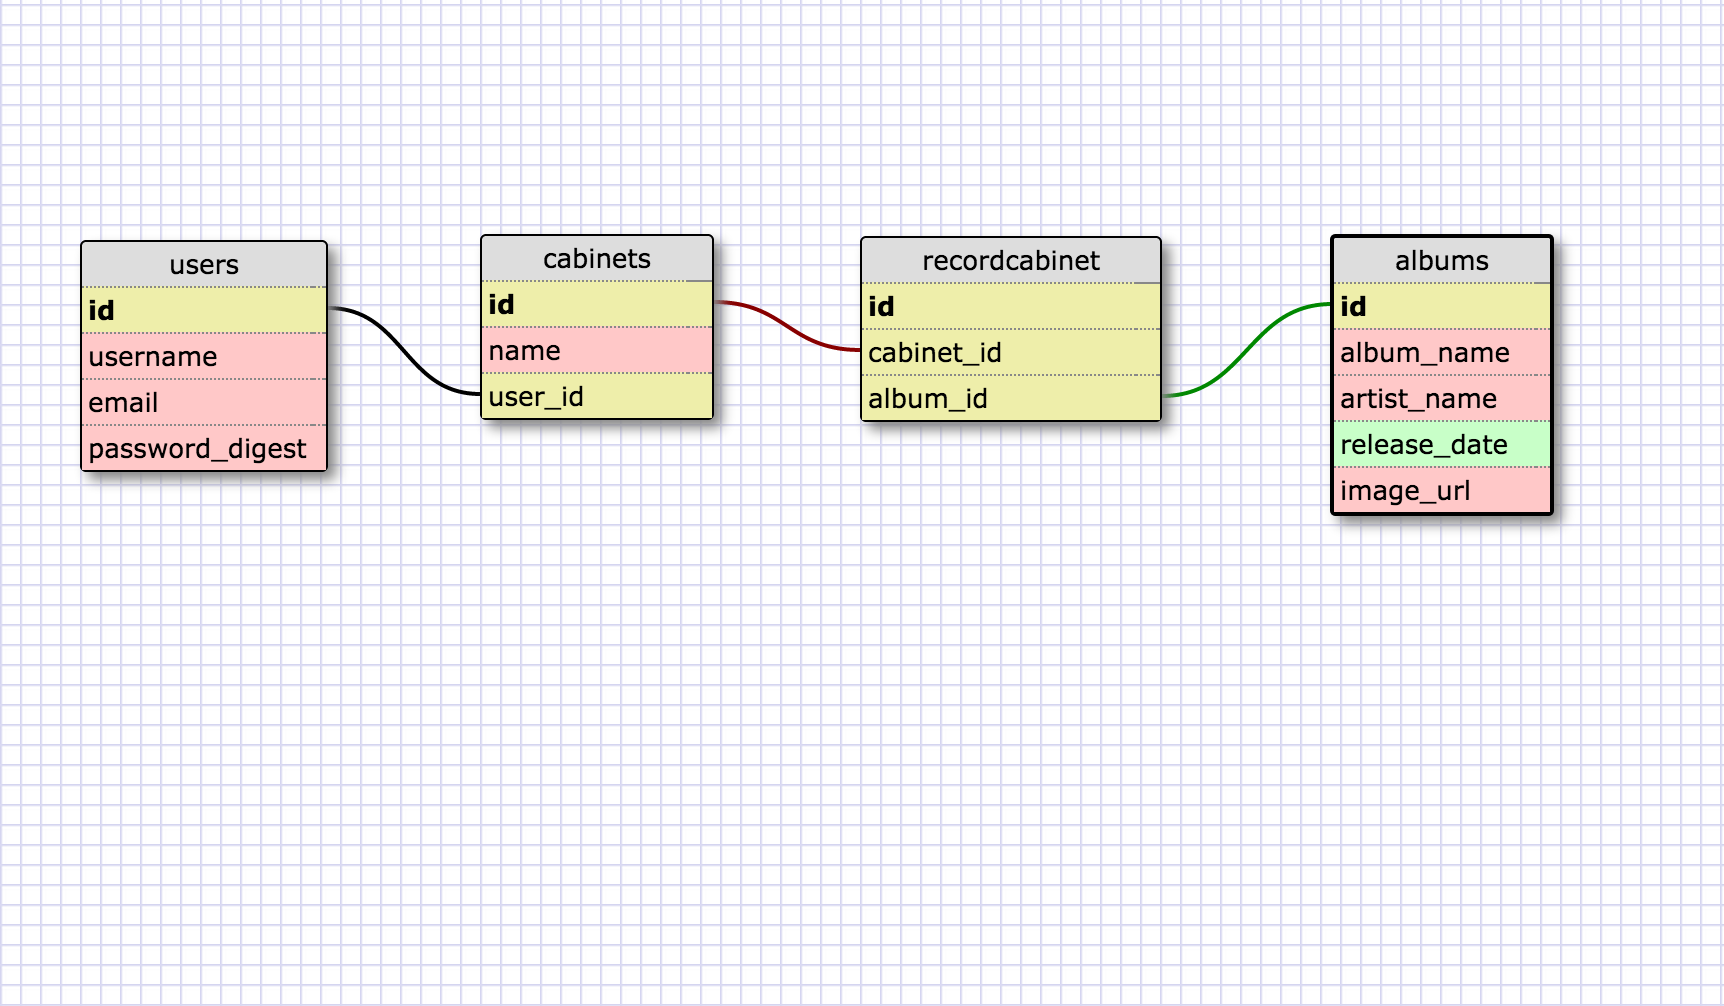 users
id
username
email
password_digest
cabinets
id
name
user_id
recordcabinet
id
cabinet_id
album_id
albums
id
album_name
artist_name
release_date
image_url